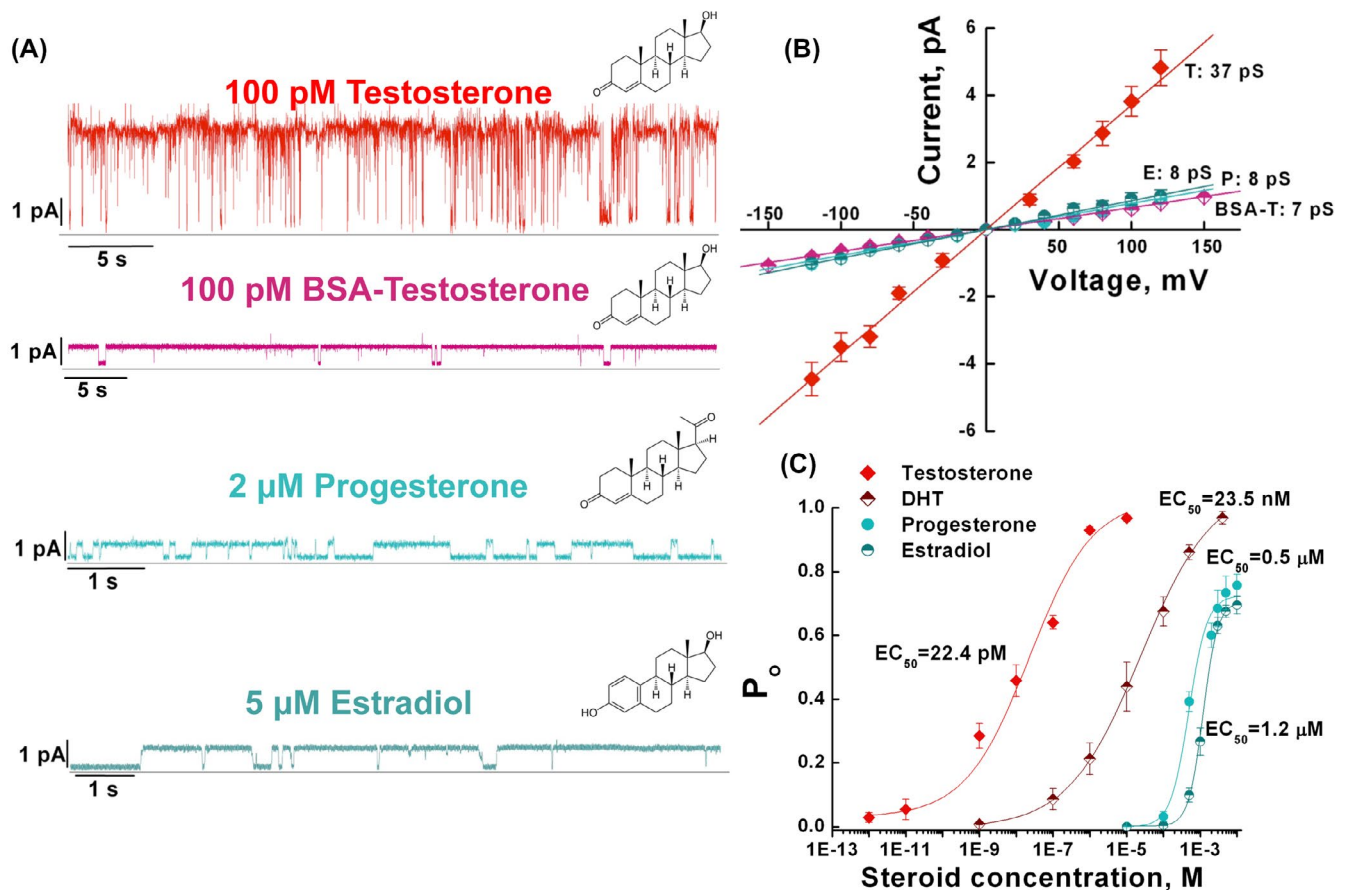 (A)
OH
H
H
H
O
100 pM Testosterone
1 pA
5 s
OH
H
H
H
O
100 pM BSA-Testosterone
1 pA
5 s
O
H
H
H
H
O
2 µM Progesterone
1 pA
1 s
OH
H
H
H
HO
5 µM Estradiol
1 pA
1 s
(B)
Current, pA
6
4
2
-2
-4
-6
T: 37 pS
E: 8 pS
P: 8 pS
BSA-T: 7 pS
-150
-100
-50
50
100
150
Voltage, mV
(C)
Testosterone
DHT
Progesterone
Estradiol
EC50=23.5 nM
EC50=0.5 µM
EC50=22.4 pM
EC50=1.2 µM
Po
1.0
0.8
0.6
0.4
0.2
0.0
1E-13
1E-11
1E-9
1E-7
1E-5
1E-3
Steroid concentration, M